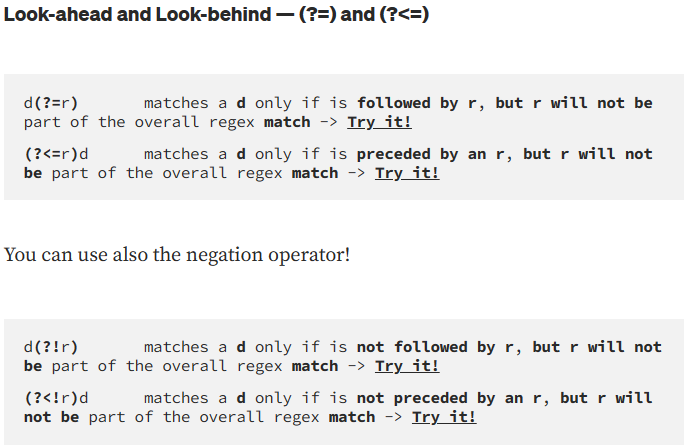 Look-ahead and Look-behind — (?=) and (?<=)
d(?=r)       matches a d only if is followed by r, but r will not be
part of the overall regex match -> Try it!
(?<=r)d      matches a d only if is preceded by an r, but r will not
be part of the overall regex match -> Try it!
You can use also the negation operator!
d(?!r)       matches a d only if is not followed by r, but r will not
be part of the overall regex match -> Try it!
(?<!r)d      matches a d only if is not preceded by an r, but r will
not be part of the overall regex match -> Try it!